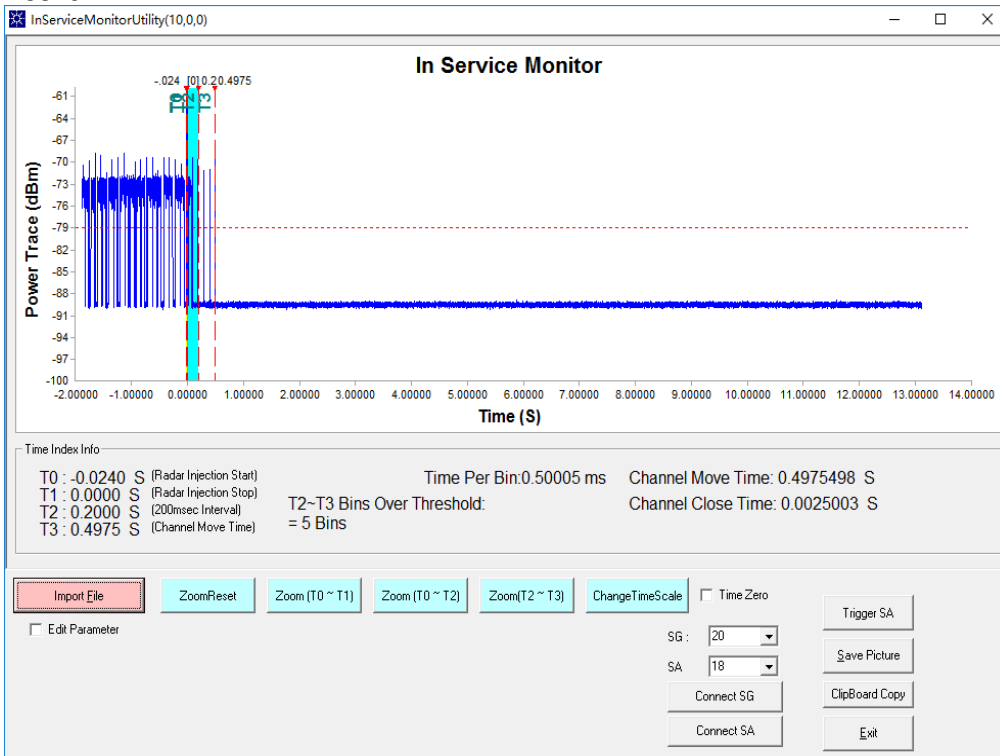 InServiceMonitorUtility(10,0,0)
In Service Monitor
-.024 [0] 0.2 0.4975
T0 T2 T3
Power Trace (dBm)
-61
-64
-67
-70
-73
-76
-79
-82
-85
-88
-91
-94
-97
-100
-2.00000 -1.00000 0.00000 1.00000 2.00000 3.00000 4.00000 5.00000 6.00000 7.00000 8.00000 9.00000 10.00000 11.00000 12.00000 13.00000 14.00000
Time (S)
Time Index Info
T0 : -0.0240 S (Radar Injection Start)
T1 : 0.0000 S (Radar Injection Stop)
T2 : 0.2000 S (200msec Interval)
T3 : 0.4975 S (Channel Move Time)
Time Per Bin:0.50005 ms
T2~T3 Bins Over Threshold:
= 5 Bins
Channel Move Time: 0.4975498 S
Channel Close Time: 0.0025003 S
Import File
ZoomReset
Zoom (T0 ~ T1)
Zoom (T0 ~ T2)
Zoom(T2 ~ T3)
ChangeTimeScale
Time Zero
Edit Parameter
SG : 20
SA 18
Connect SG
Connect SA
Trigger SA
Save Picture
ClipBoard Copy
Exit